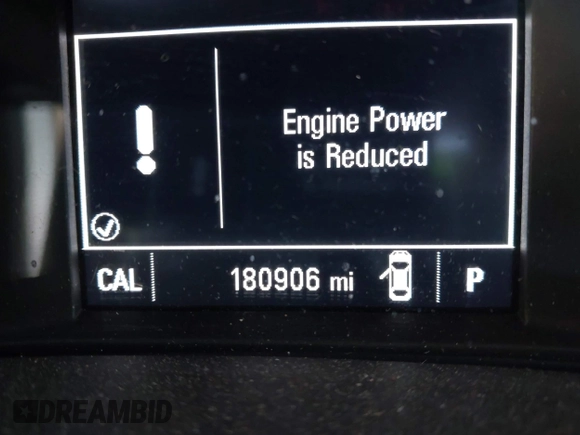 Engine Power
is Reduced
CAL 180906 mi P
DREAMBID